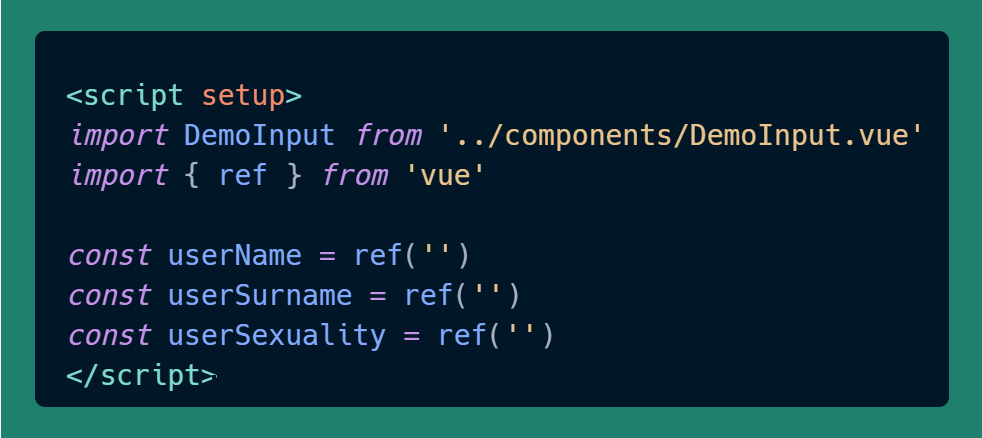 <script setup>
import DemoInput from '../components/DemoInput.vue'
import { ref } from 'vue'

const userName = ref('')
const userSurname = ref('')
const userSexuality = ref('')
</script>